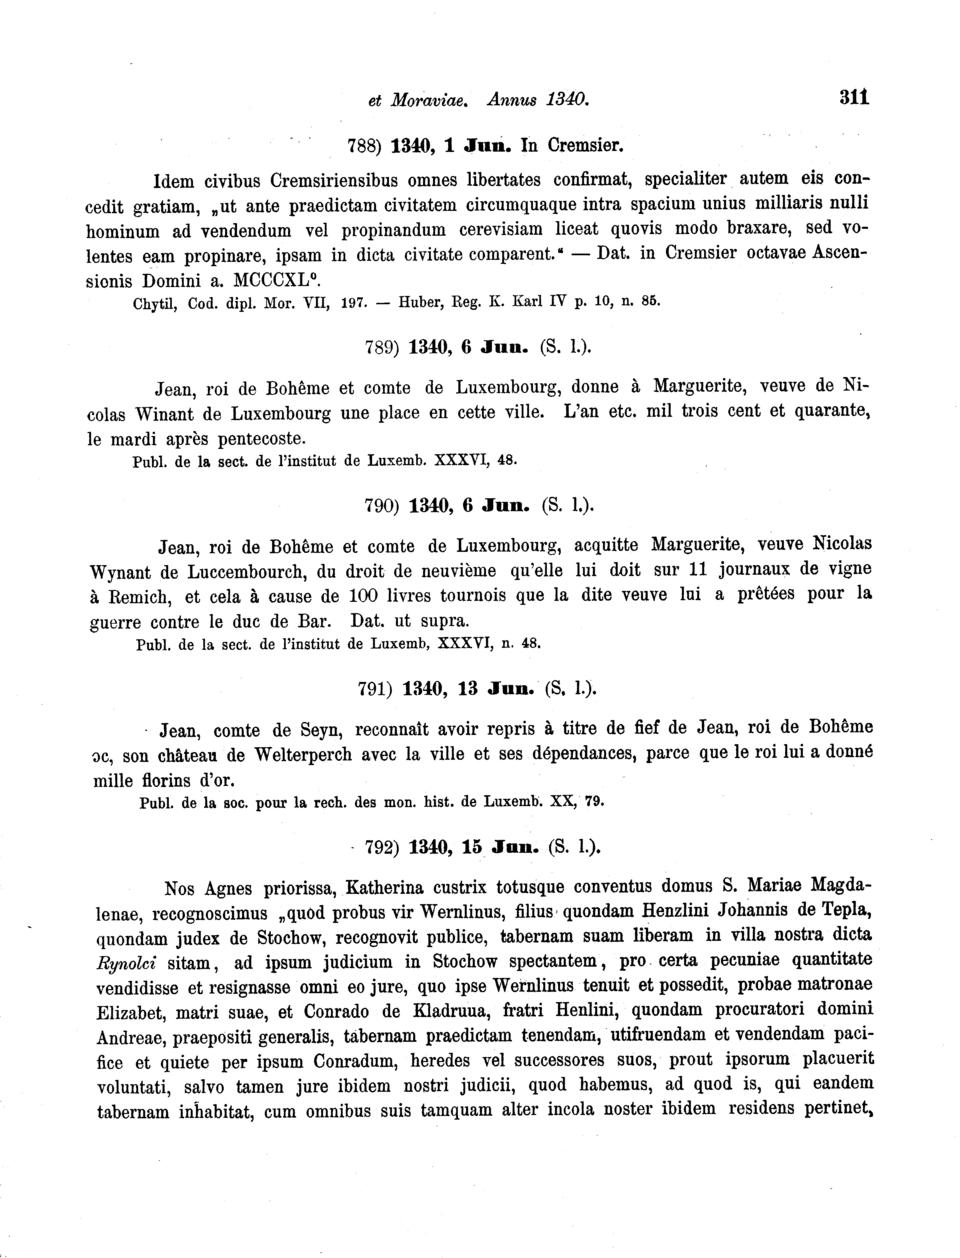 et Moraviae. Annus 1340. 311
788) 1340, 1 Jun. In Cremsier.
Idem civibus Cremsiriensibus omnes libertates confirmat, specialiter autem eis con-
cedit gratiam, „ut ante praedictam civitatem circumquaque intra spacium unius milliaris nulli
hominum ad vendendum vel propinandum cerevisiam liceat quovis modo braxare, sed vo-
lentes eam propinare, ipsam in dicta civitate comparent.“ — Dat. in Cremsier octavae Ascen-
sionis Domini a. MCCCXL⁰.
Chytil, Cod. dipl. Mor. VII, 197. — Huber, Reg. K. Karl IV p. 10, n. 85.
789) 1340, 6 Jun. (S. l.).
Jean, roi de Bohême et comte de Luxembourg, donne à Marguerite, veuve de Ni-
colas Winant de Luxembourg une place en cette ville. L'an etc. mil trois cent et quarante,
le mardi après pentecoste.
Publ. de la sect. de l'institut de Luxemb. XXXVI, 48.
790) 1340, 6 Jun. (S. l.).
Jean, roi de Bohême et comte de Luxembourg, acquitte Marguerite, veuve Nicolas
Wynant de Luccembourch, du droit de neuvième qu'elle lui doit sur 11 journaux de vigne
à Remich, et cela à cause de 100 livres tournois que la dite veuve lui a prêtées pour la
guerre contre le duc de Bar. Dat. ut supra.
Publ. de la sect. de l'institut de Luxemb, XXXVI, n. 48.
791) 1340, 13 Jun. (S. l.).
Jean, comte de Seyn, reconnaît avoir repris à titre de fief de Jean, roi de Bohême
ɔc, son château de Welterperch avec la ville et ses dépendances, parce que le roi lui a donné
mille florins d'or.
Publ. de la soc. pour la rech. des mon. hist. de Luxemb. XX, 79.
792) 1340, 15 Jun. (S. l.).
Nos Agnes priorissa, Katherina custrix totusque conventus domus S. Mariae Magda-
lenae, recognoscimus „quod probus vir Wernlinus, filius quondam Henzlini Johannis de Tepla,
quondam judex de Stochow, recognovit publice, tabernam suam liberam in villa nostra dicta
Rynolci sitam, ad ipsum judicium in Stochow spectantem, pro certa pecuniae quantitate
vendidisse et resignasse omni eo jure, quo ipse Wernlinus tenuit et possedit, probae matronae
Elizabet, matri suae, et Conrado de Kladruua, fratri Henlini, quondam procuratori domini
Andreae, praepositi generalis, tabernam praedictam tenendam, utifruendam et vendendam paci-
fice et quiete per ipsum Conradum, heredes vel successores suos, prout ipsorum placuerit
voluntati, salvo tamen jure ibidem nostri judicii, quod habemus, ad quod is, qui eandem
tabernam inhabitat, cum omnibus suis tamquam alter incola noster ibidem residens pertinet,